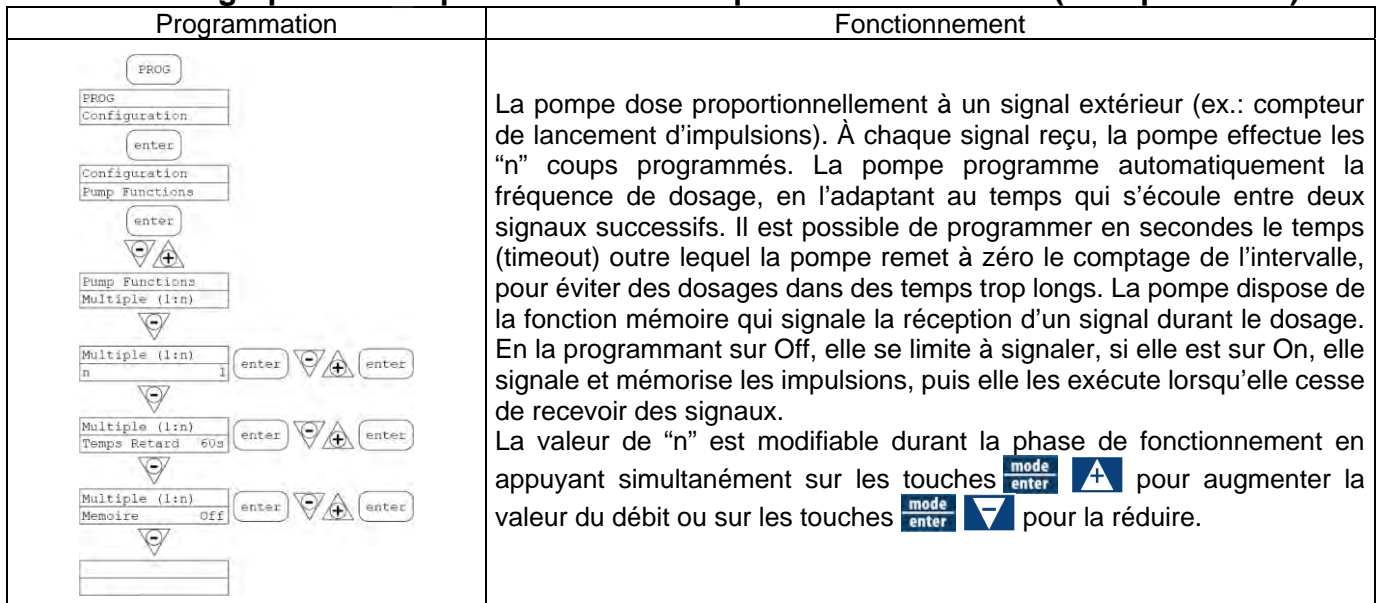 Programmation
Fonctionnement
PROG
PROG
Configuration
enter
Configuration
Pump Functions
enter
- +
Pump Functions
Multiple (1:n)
-
Multiple (1:n)
n 1 enter - + enter
-
Multiple (1:n)
Temps Retard 60s enter - + enter
-
Multiple (1:n)
Memoire Off enter - + enter
-
La pompe dose proportionnellement à un signal extérieur (ex.: compteur
de lancement d’impulsions). À chaque signal reçu, la pompe effectue les
“n” coups programmés. La pompe programme automatiquement la
fréquence de dosage, en l’adaptant au temps qui s’écoule entre deux
signaux successifs. Il est possible de programmer en secondes le temps
(timeout) outre lequel la pompe remet à zéro le comptage de l’intervalle,
pour éviter des dosages dans des temps trop longs. La pompe dispose de
la fonction mémoire qui signale la réception d’un signal durant le dosage.
En la programmant sur Off, elle se limite à signaler, si elle est sur On, elle
signale et mémorise les impulsions, puis elle les exécute lorsqu’elle cesse
de recevoir des signaux.
La valeur de “n” est modifiable durant la phase de fonctionnement en
appuyant simultanément sur les touches mode enter + pour augmenter la
valeur du débit ou sur les touches mode enter - pour la réduire.